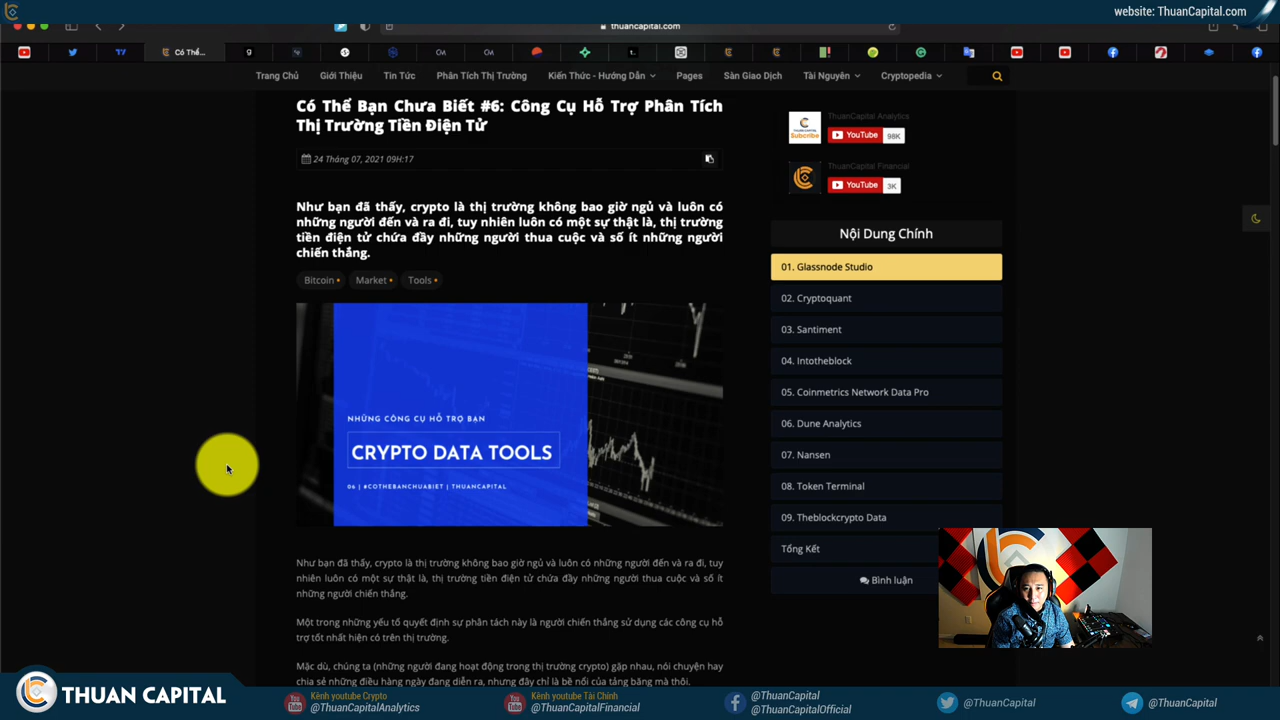 website: ThuanCapital.com
thuancapital.com
Có Thể...
Trang Chủ
Giới Thiệu
Tin Tức
Phân Tích Thị Trường
Kiến Thức - Hướng Dẫn
Pages
Sàn Giao Dịch
Tài Nguyên
Cryptopedia
Có Thể Bạn Chưa Biết #6: Công Cụ Hỗ Trợ Phân Tích
Thị Trường Tiền Điện Tử
24 Tháng 07, 2021 09H:17
Như bạn đã thấy, crypto là thị trường không bao giờ ngủ và luôn có
những người đến và ra đi, tuy nhiên luôn có một sự thật là, thị trường
tiền điện tử chứa đầy những người thua cuộc và số ít những người
chiến thắng.
Bitcoin
Market
Tools
NHỮNG CÔNG CỤ HỖ TRỢ BẠN
CRYPTO DATA TOOLS
06 | #COTHEBANCHUABIET | THUANCAPITAL
Như bạn đã thấy, crypto là thị trường không bao giờ ngủ và luôn có những người đến và ra đi, tuy
nhiên luôn có một sự thật là, thị trường tiền điện tử chứa đầy những người thua cuộc và số ít
những người chiến thắng.
Một trong những yếu tố quyết định sự phân tách này là người chiến thắng sử dụng các công cụ hỗ
trợ tốt nhất hiện có trên thị trường.
Mặc dù, chúng ta (những người đang hoạt động trong thị trường crypto) gặp nhau, nói chuyện hay
chia sẻ những điều hàng ngày đang diễn ra, nhưng đây chỉ là bề nổi của tảng băng mà thôi.
ThuanCapital Analytics
YouTube 98K
ThuanCapital Financial
YouTube 3K
Nội Dung Chính
01. Glassnode Studio
02. Cryptoquant
03. Santiment
04. Intotheblock
05. Coinmetrics Network Data Pro
06. Dune Analytics
07. Nansen
08. Token Terminal
09. Theblockcrypto Data
Tổng Kết
Bình luận
THUAN CAPITAL
Kênh youtube Crypto
@ThuanCapitalAnalytics
Kênh youtube Tài Chính
@ThuanCapitalFinancial
@ThuanCapital
@ThuanCapitalOfficial
@ThuanCapital
@ThuanCapital